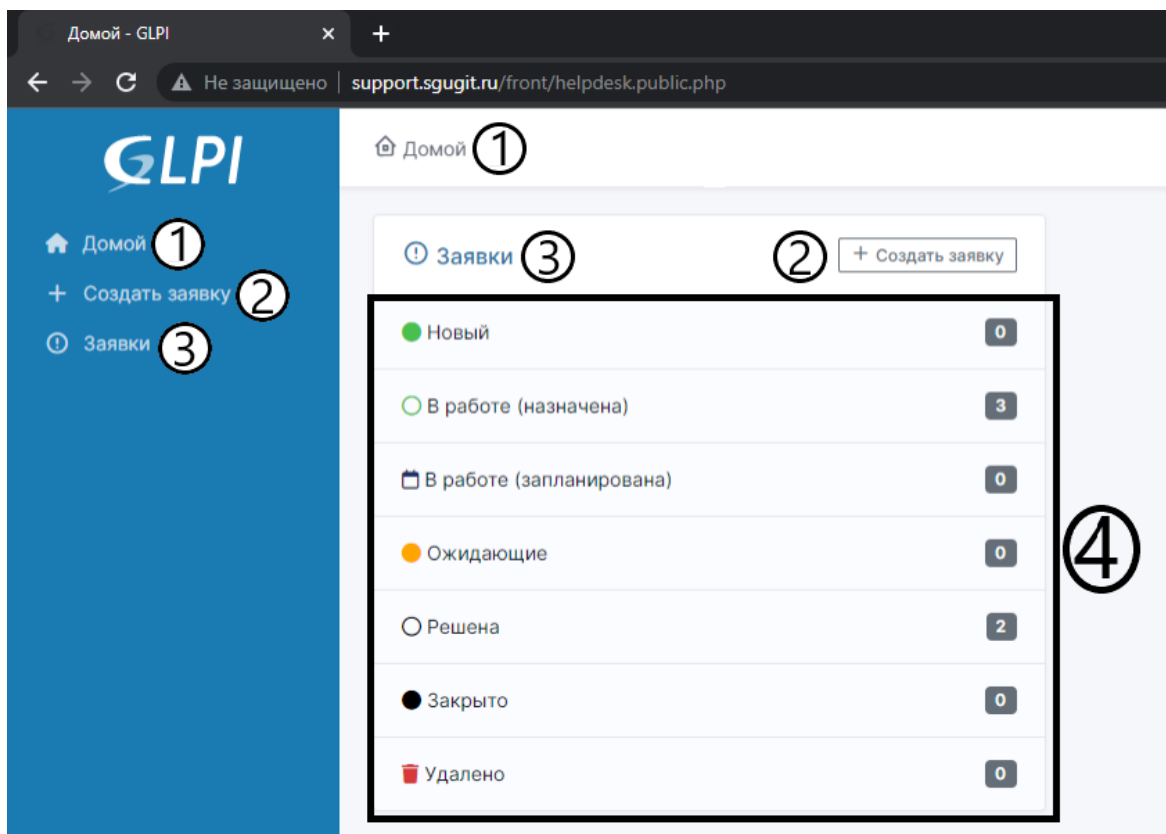 Домой - GLPI
Не защищено support.sgugit.ru/front/helpdesk.public.php
GLPI
Домой 1
Создать заявку 2
Заявки 3
Домой 1
Заявки 3 2 + Создать заявку
Новый 0
В работе (назначена) 3
В работе (запланирована) 0
Ожидающие 0
Решена 2
Закрыто 0
Удалено 0
4